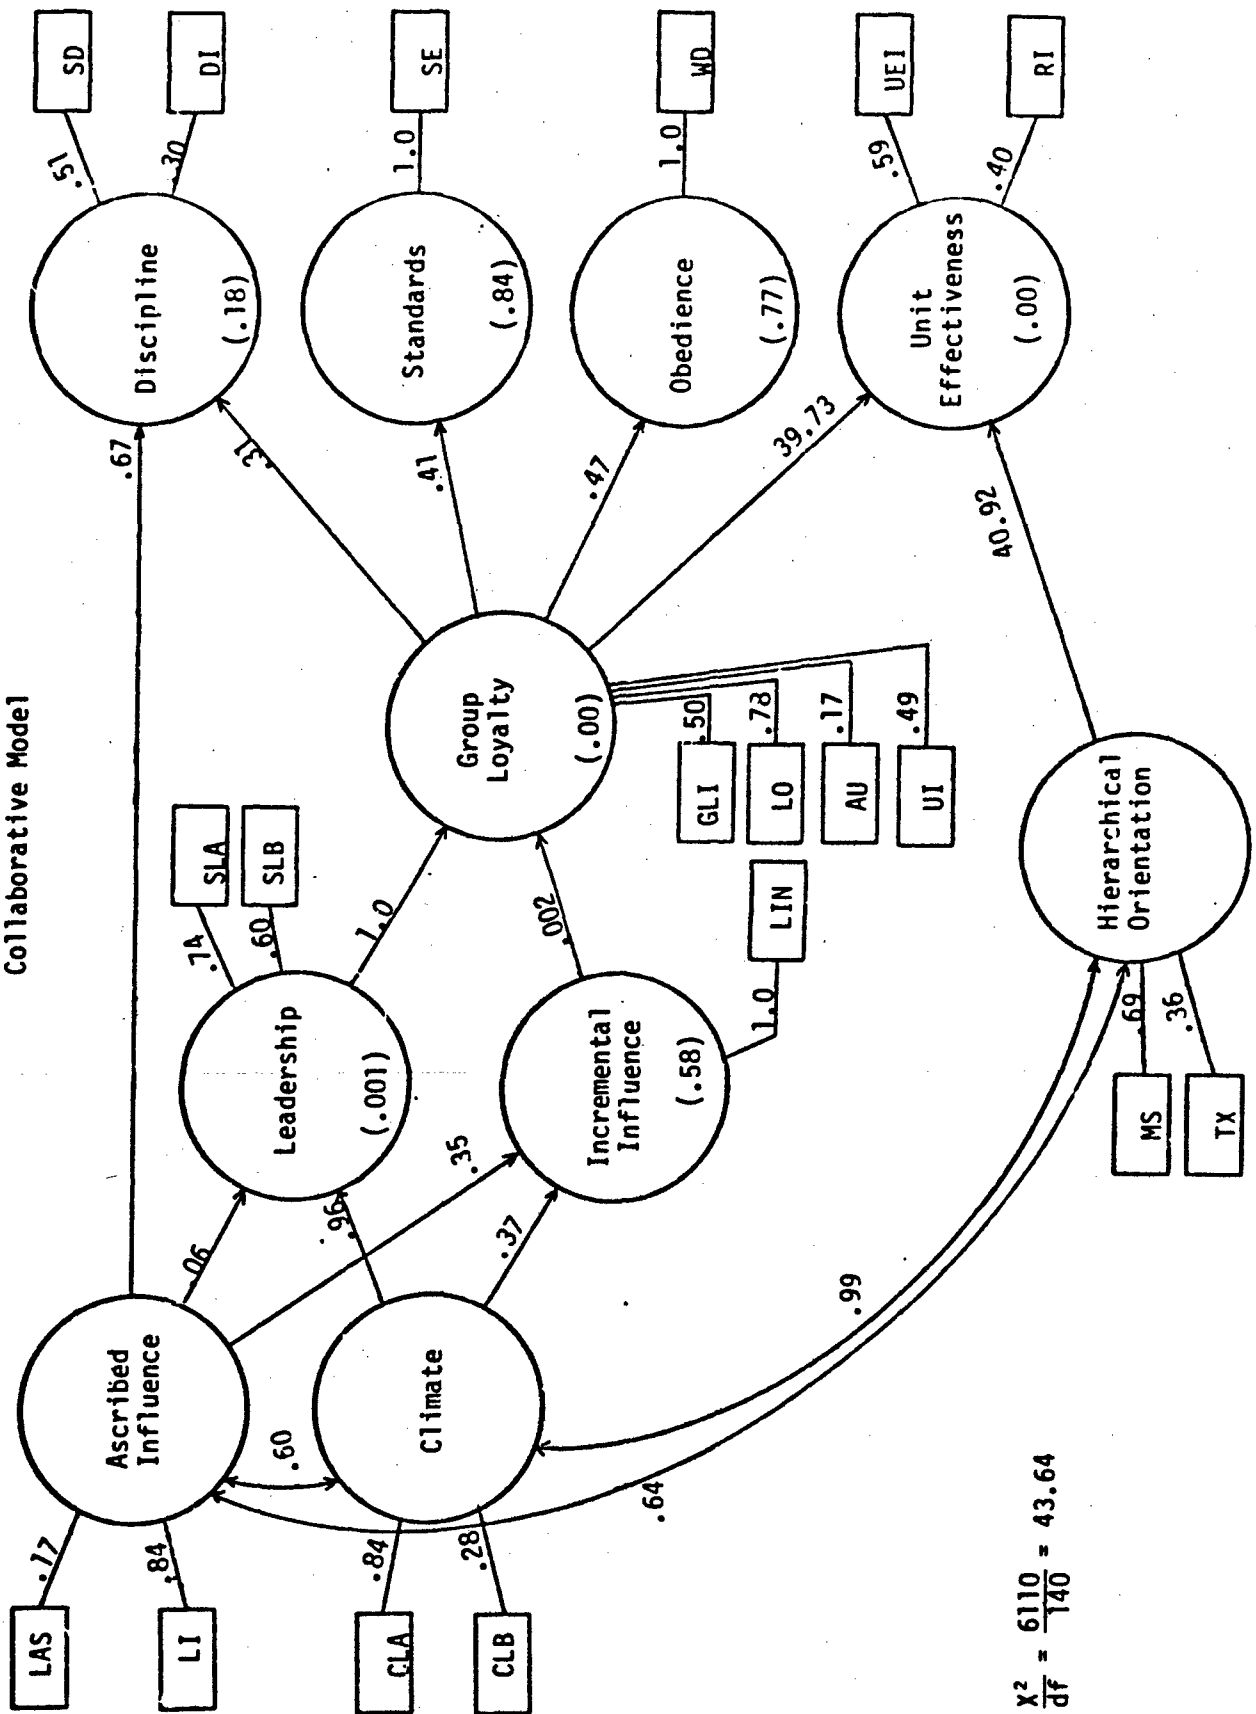 Collaborative Model
LAS
.17
LI
.84
Ascribed
Influence
CLA
.84
CLB
.28
Climate
.60
.64
.99
.06
.96
.35
.37
.67
Leadership
(.001)
SLA
.74
SLB
.60
Incremental
Influence
(.58)
LIN
1.0
1.0
.002
Group
Loyalty
(.00)
GLI
.50
LO
.78
AU
.17
UI
.49
Hierarchical
Orientation
MS
.69
TX
.36
.31
.41
.47
39.73
40.92
Discipline
(.18)
.51
SD
.30
DI
Standards
(.84)
1.0
SE
Obedience
(.77)
1.0
WD
Unit
Effectiveness
(.00)
.59
UEI
.40
RI
X²/df = 6110/140 = 43.64